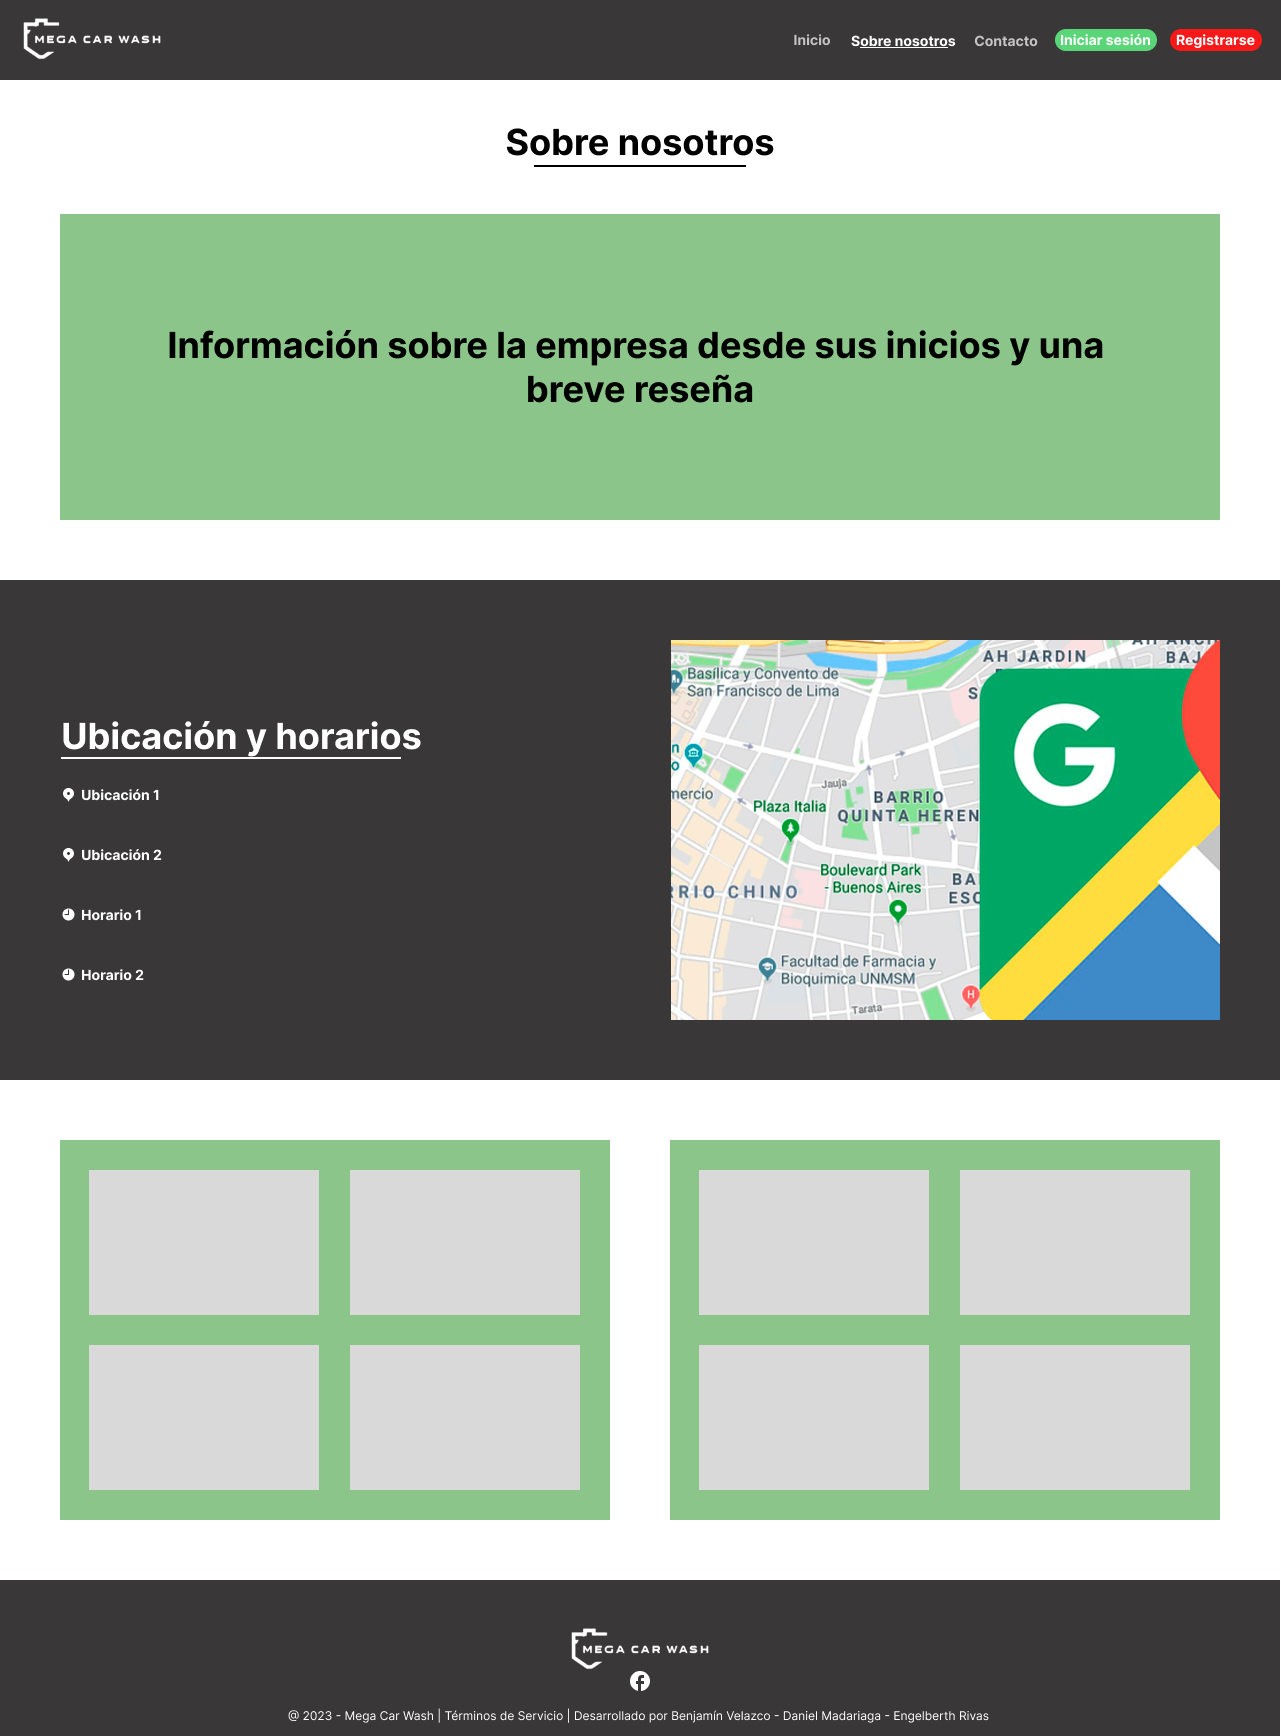 MEGA CAR WASH
Inicio
Sobre nosotros
Contacto
Iniciar sesión
Registrarse
Sobre nosotros
Información sobre la empresa desde sus inicios y una
breve reseña
Ubicación y horarios
Ubicación 1
Ubicación 2
Horario 1
Horario 2
AH JARDIN
BAJ
Basílica y Convento de
San Francisco de Lima
S
G
n
o
Jauja
mercio
Plaza Italia
BARRIO
QUINTA HEREN
Boulevard Park
- Buenos Aires
BA
ESC
RRIO CHINO
Facultad de Farmacia y
Bioquimica UNMSM
H
Tarata
MEGA CAR WASH
@ 2023 - Mega Car Wash | Términos de Servicio | Desarrollado por Benjamín Velazco - Daniel Madariaga - Engelberth Rivas